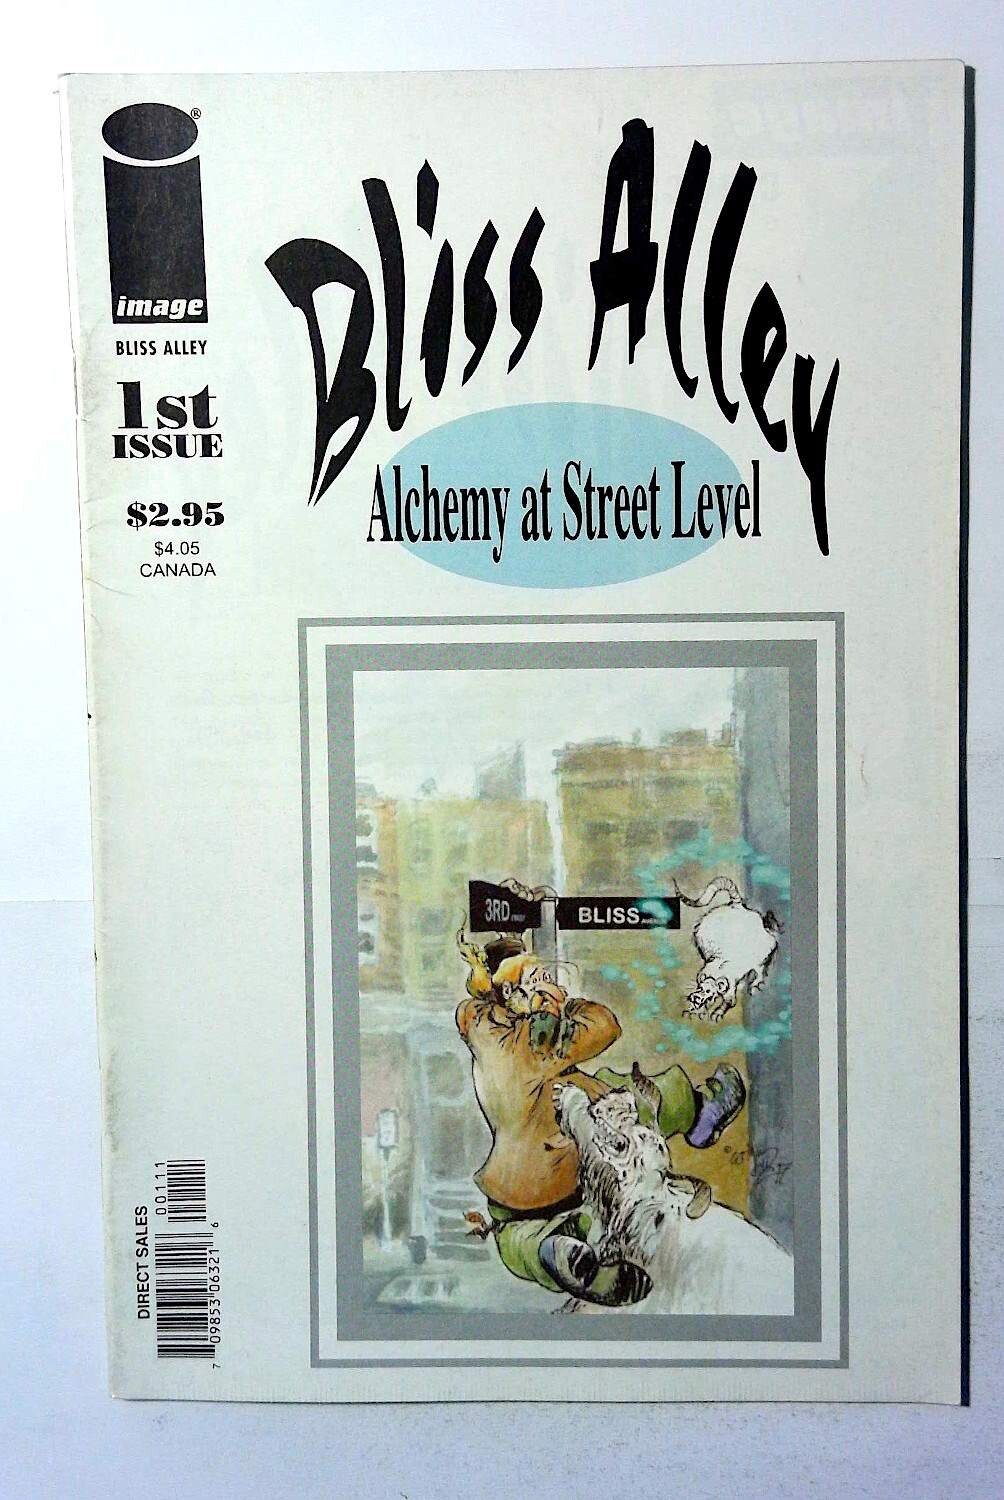 ®
image
BLISS ALLEY
1st
ISSUE
$2.95
$4.05
CANADA
Bliss Alley
Alchemy at Street Level
3RD
BLISS
DIRECT SALES
00111
7 09853 06321 6